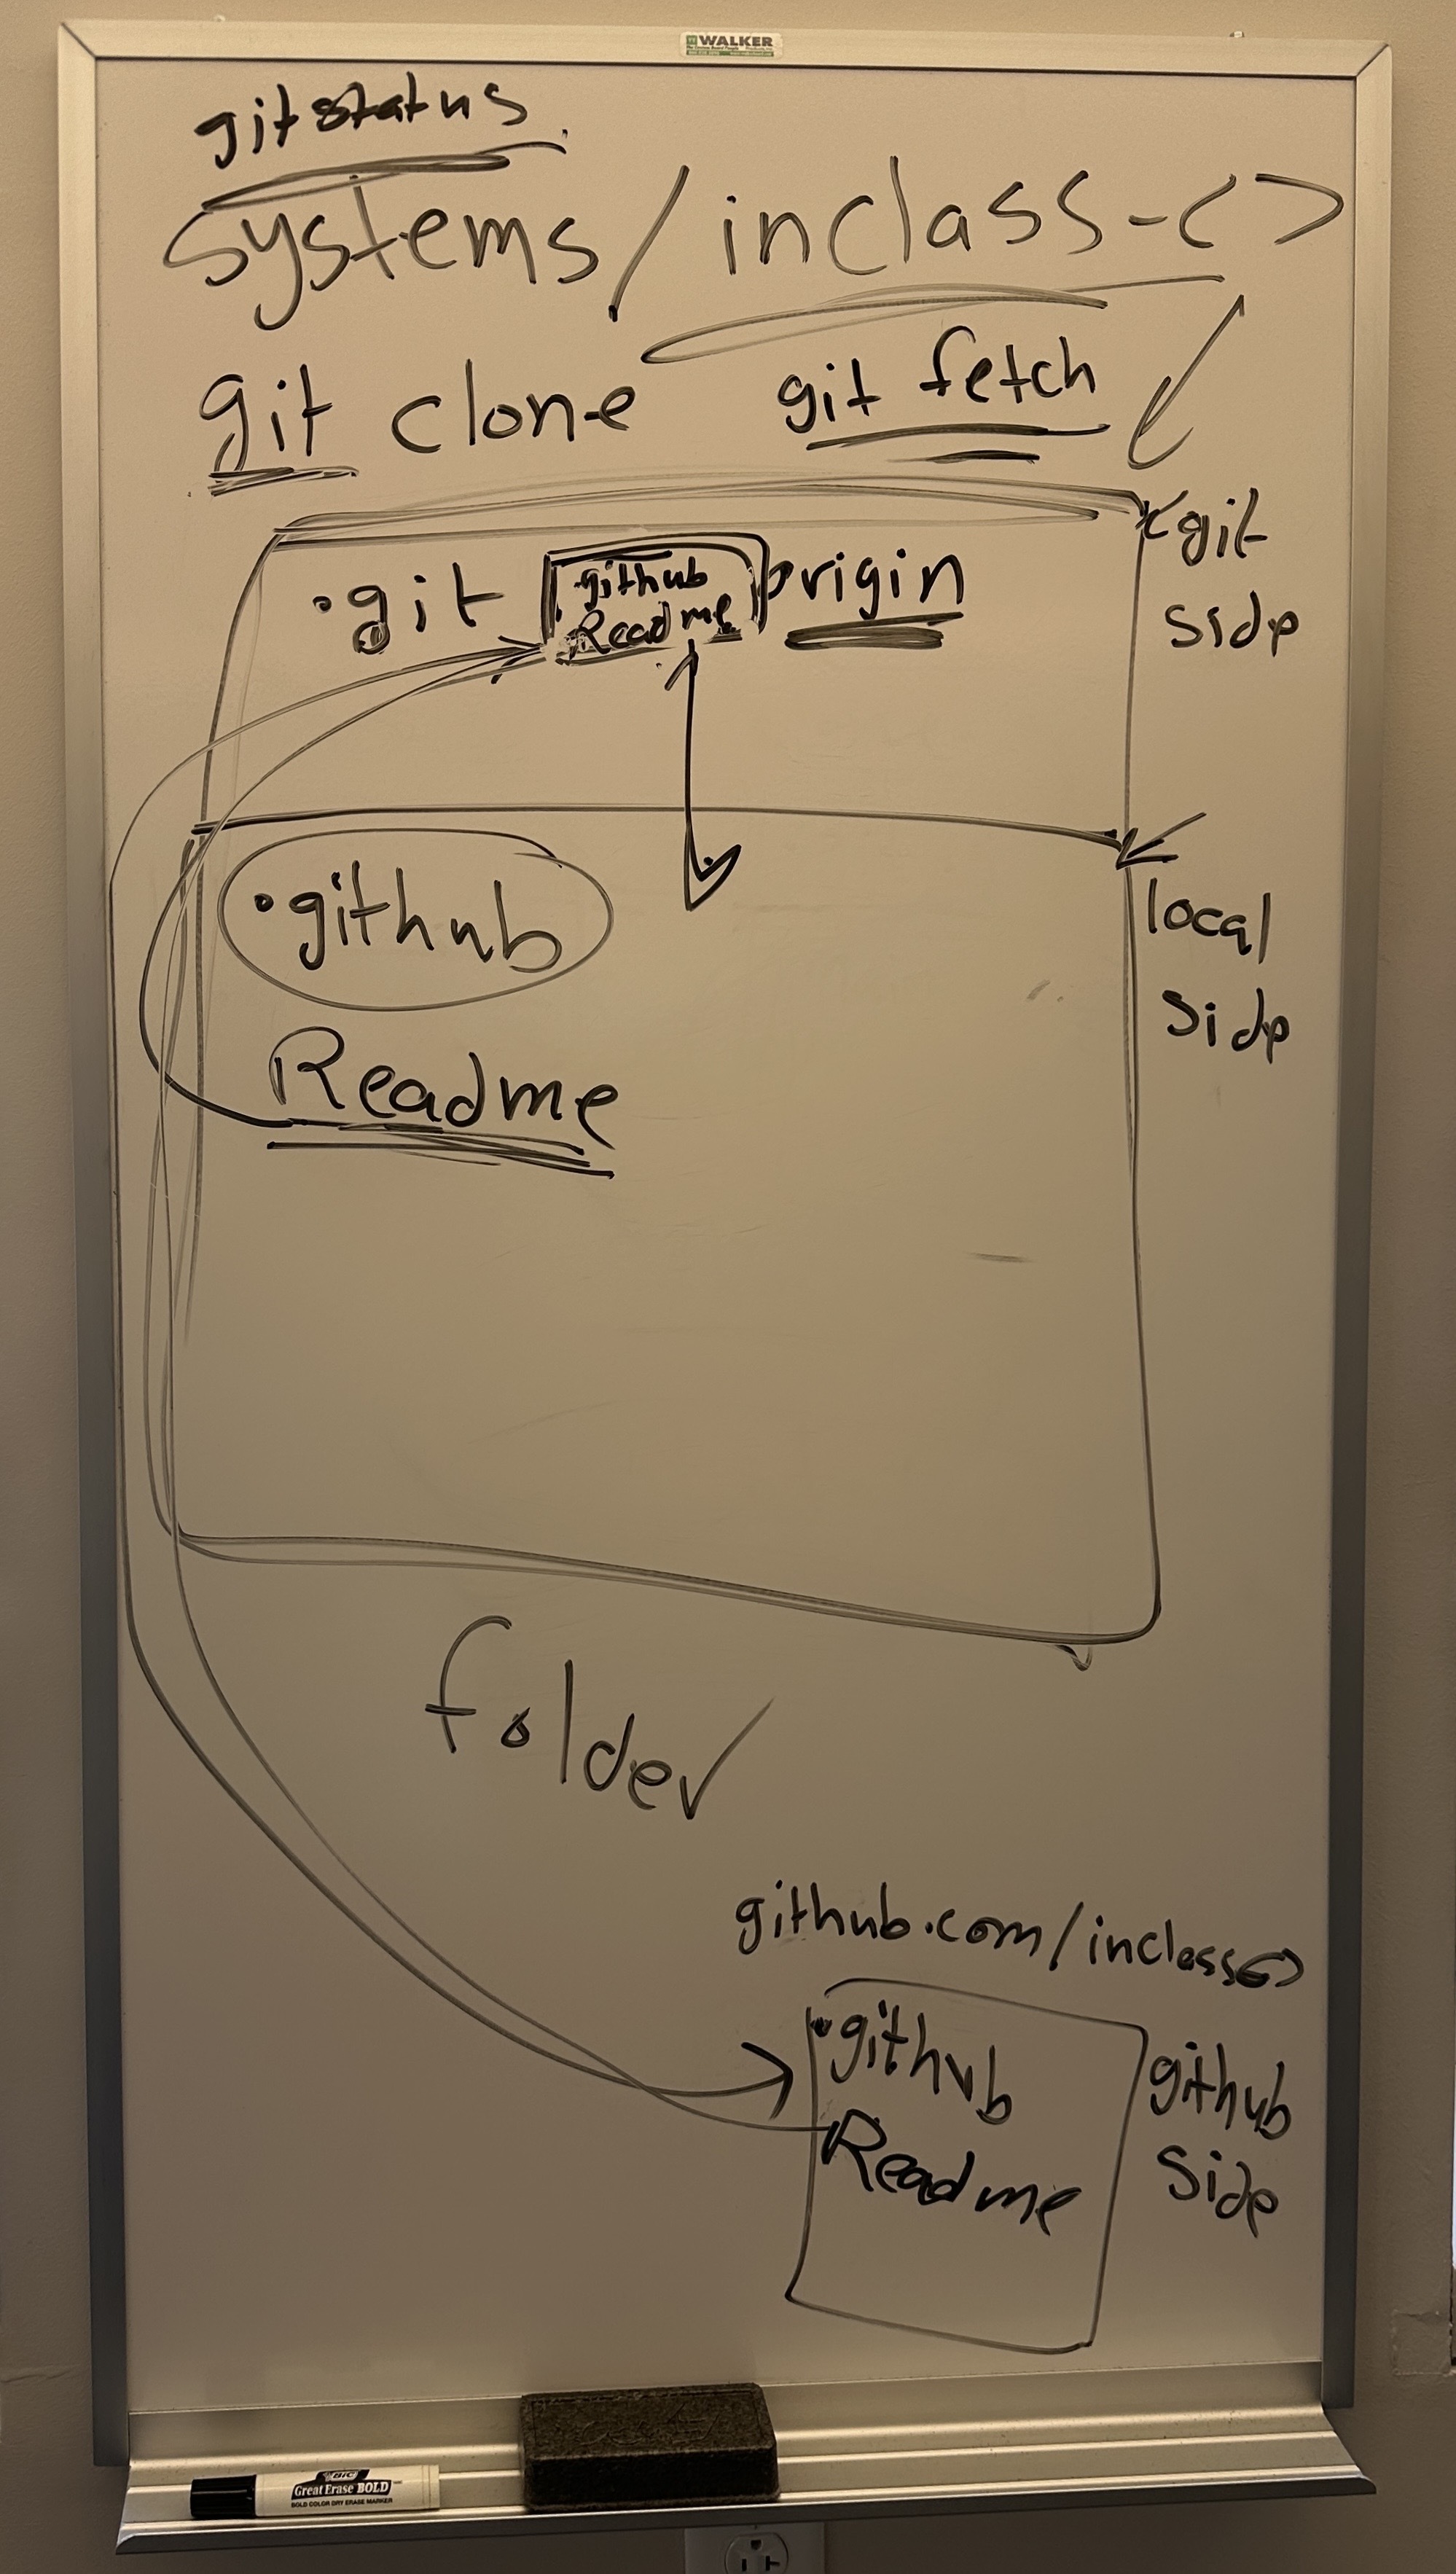 WALKER
git status
systems/inclass-<>
git clone
git fetch
.git
.github
Readme
origin
git
side
.github
Readme
local
side
folder
github.com/inclass<>
.github
Readme
github
side
BIC
Great Erase BOLD
BOLD COLOR DRY ERASE MARKER